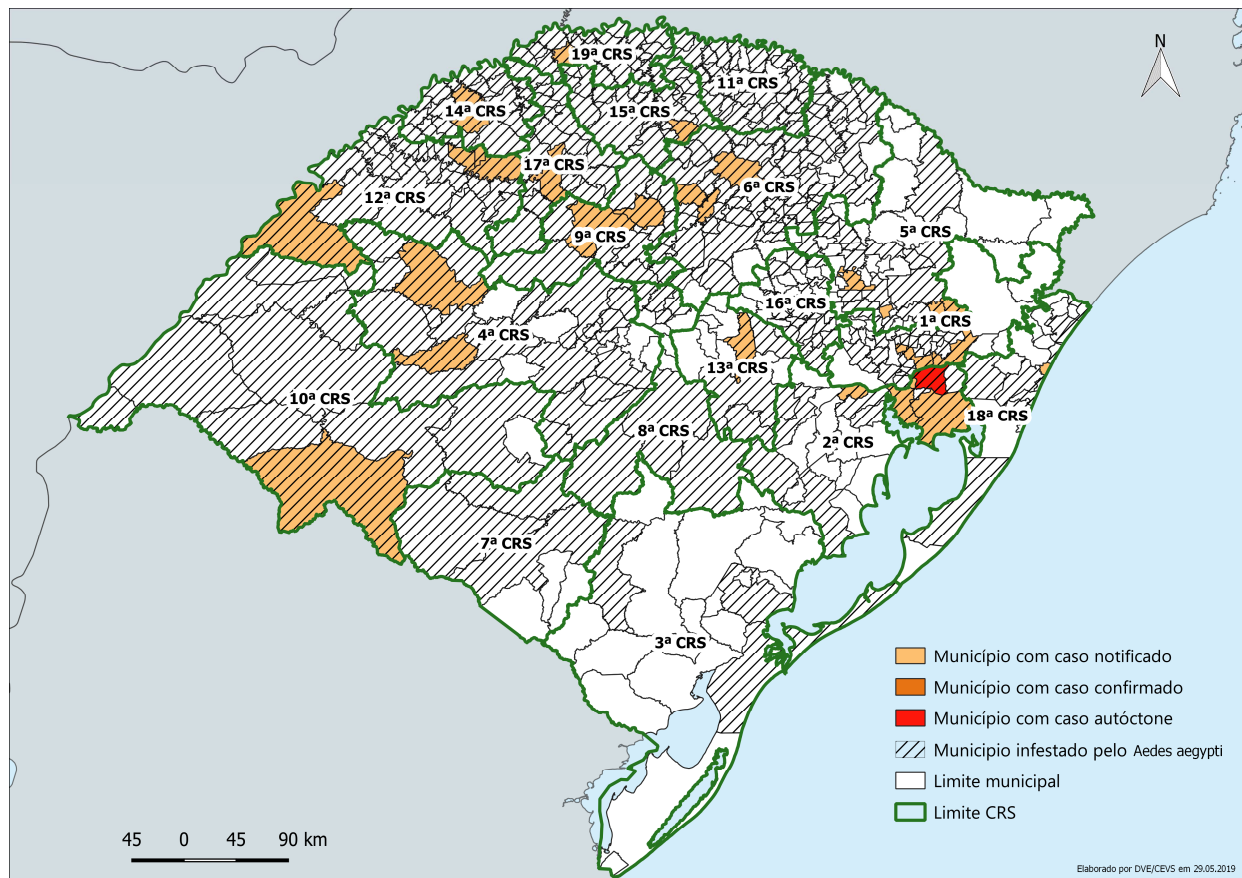 N
19ª CRS
11ª CRS
14ª CRS
15ª CRS
17ª CRS
6ª CRS
12ª CRS
5ª CRS
9ª CRS
16ª CRS
1ª CRS
4ª CRS
13ª CRS
10ª CRS
18ª CRS
8ª CRS
2ª CRS
7ª CRS
3ª CRS
Município com caso notificado
Município com caso confirmado
Município com caso autóctone
Municipio infestado pelo Aedes aegypti
Limite municipal
Limite CRS
45 0 45 90 km
Elaborado por DVE/CEVS em 29.05.2019